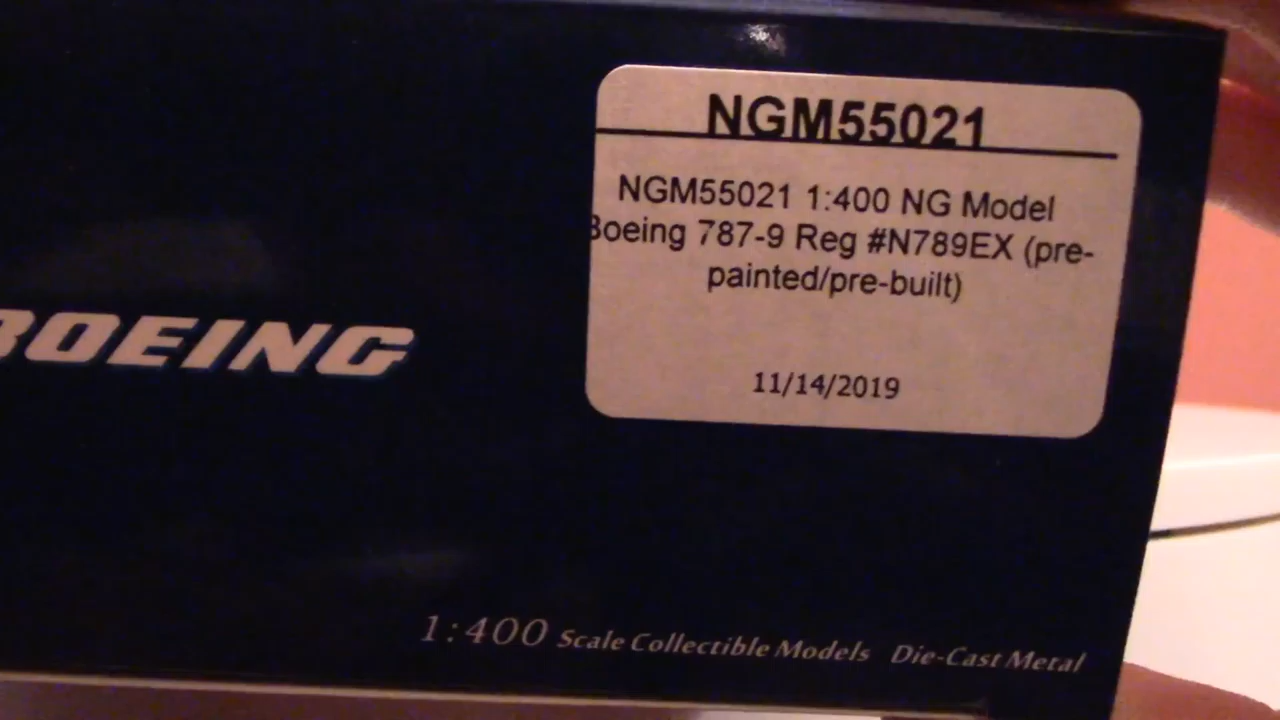 NGM55021
NGM55021 1:400 NG Model
Boeing 787-9 Reg #N789EX (pre-
painted/pre-built)
11/14/2019
BOEING
1:400 Scale Collectible Models Die-Cast Metal